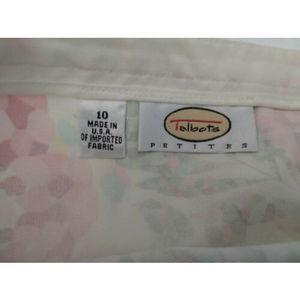 10
MADE IN
U.S.A.
OF IMPORTED
FABRIC
Talbots
PETITES